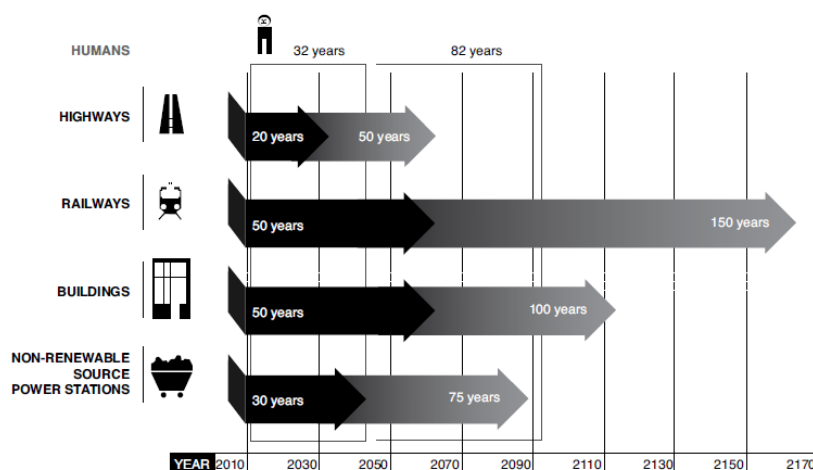 HUMANS
32 years
82 years
HIGHWAYS
20 years
50 years
RAILWAYS
50 years
150 years
BUILDINGS
50 years
100 years
NON-RENEWABLE
SOURCE
POWER STATIONS
30 years
75 years
YEAR 2010 2030 2050 2070 2090 2110 2130 2150 2170